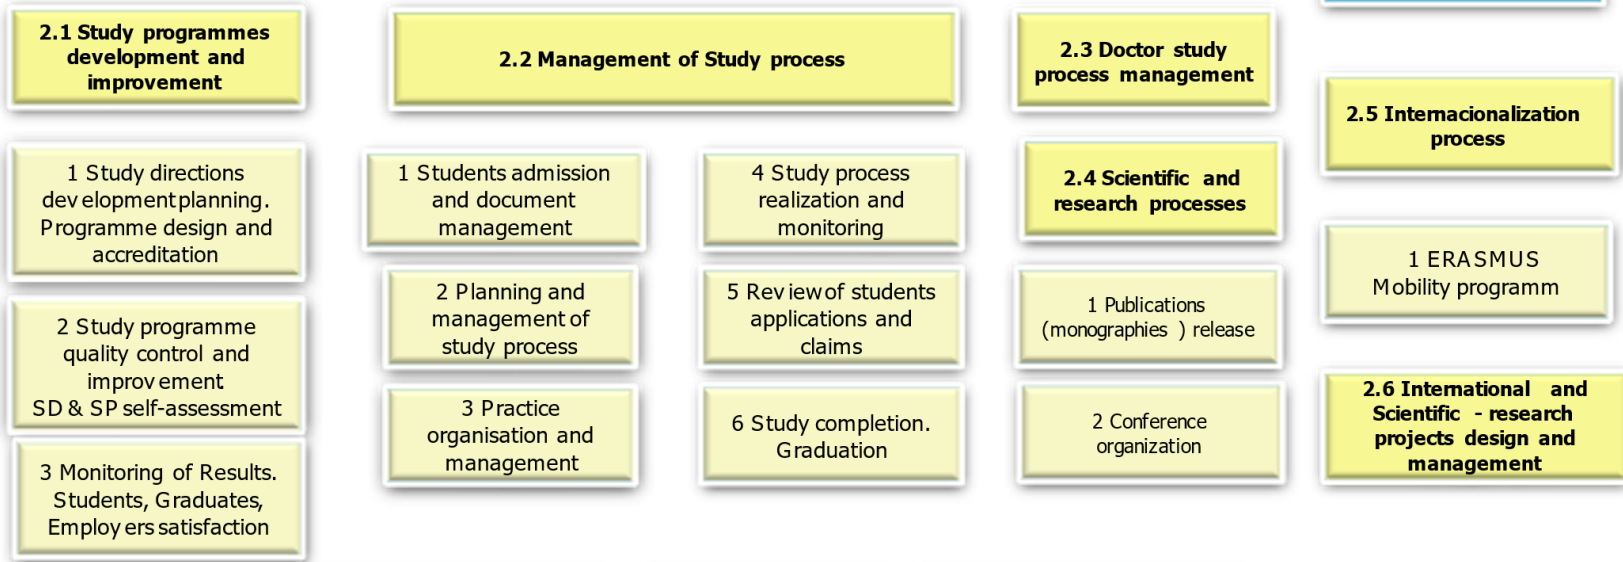 2.1 Study programmes
development and
improvement
1 Study directions
development planning.
Programme design and
accreditation
2 Study programme
quality control and
improvement
SD & SP self-assessment
3 Monitoring of Results.
Students, Graduates,
Employers satisfaction
2.2 Management of Study process
1 Students admission
and document
management
2 Planning and
management of
study process
3 Practice
organisation and
management
4 Study process
realization and
monitoring
5 Review of students
applications and
claims
6 Study completion.
Graduation
2.3 Doctor study
process management
2.4 Scientific and
research processes
1 Publications
(monographies ) release
2 Conference
organization
2.5 Internacionalization
process
1 ERASMUS
Mobility programm
2.6 International and
Scientific - research
projects design and
management